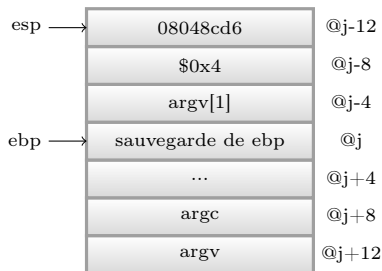 esp 08048cd6 @j-12
$0x4 @j-8
argv[1] @j-4
ebp sauvegarde de ebp @j
... @j+4
argc @j+8
argv @j+12